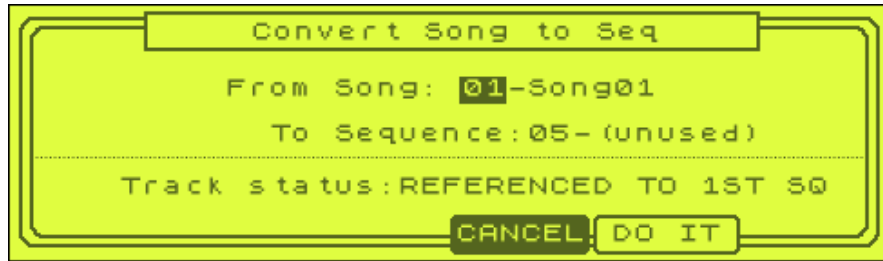 Convert Song to Seq
From Song: 01-Song01
To Sequence:05-(unused)
Track status:REFERENCED TO 1ST SQ
CANCEL DO IT